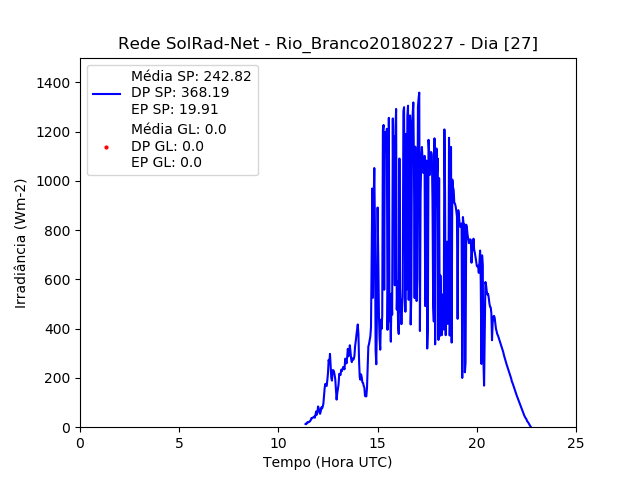 Rede SolRad-Net - Rio_Branco20180227 - Dia [27]
Média SP: 242.82
DP SP: 368.19
EP SP: 19.91
Média GL: 0.0
DP GL: 0.0
EP GL: 0.0
Irradiância (Wm-2)
1400
1200
1000
800
600
400
200
0
0 5 10 15 20 25
Tempo (Hora UTC)